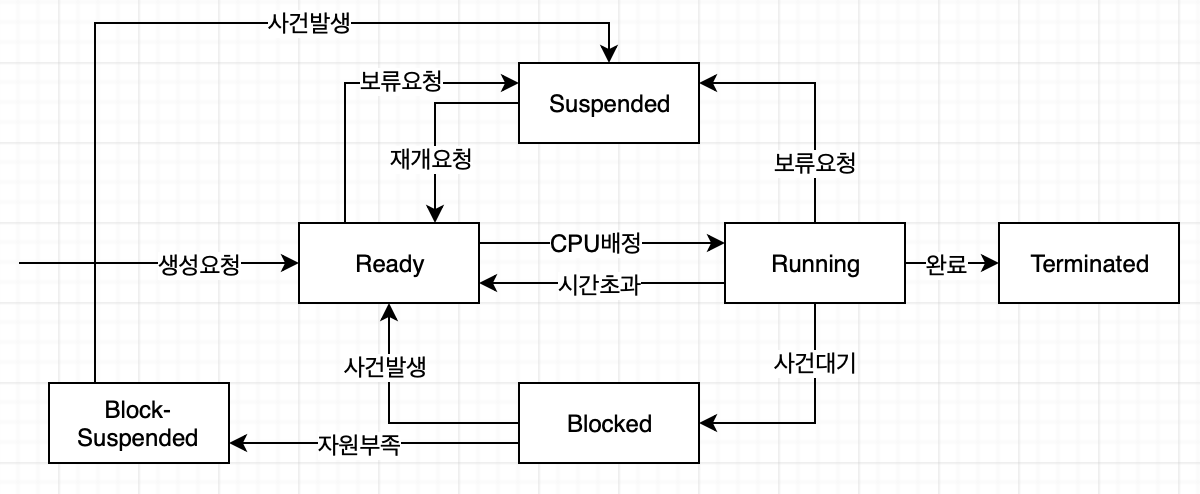 사건발생
보류요청
Suspended
재개요청
보류요청
생성요청
Ready
CPU배정
시간초과
Running
완료
Terminated
사건발생
사건대기
Block-
Suspended
자원부족
Blocked